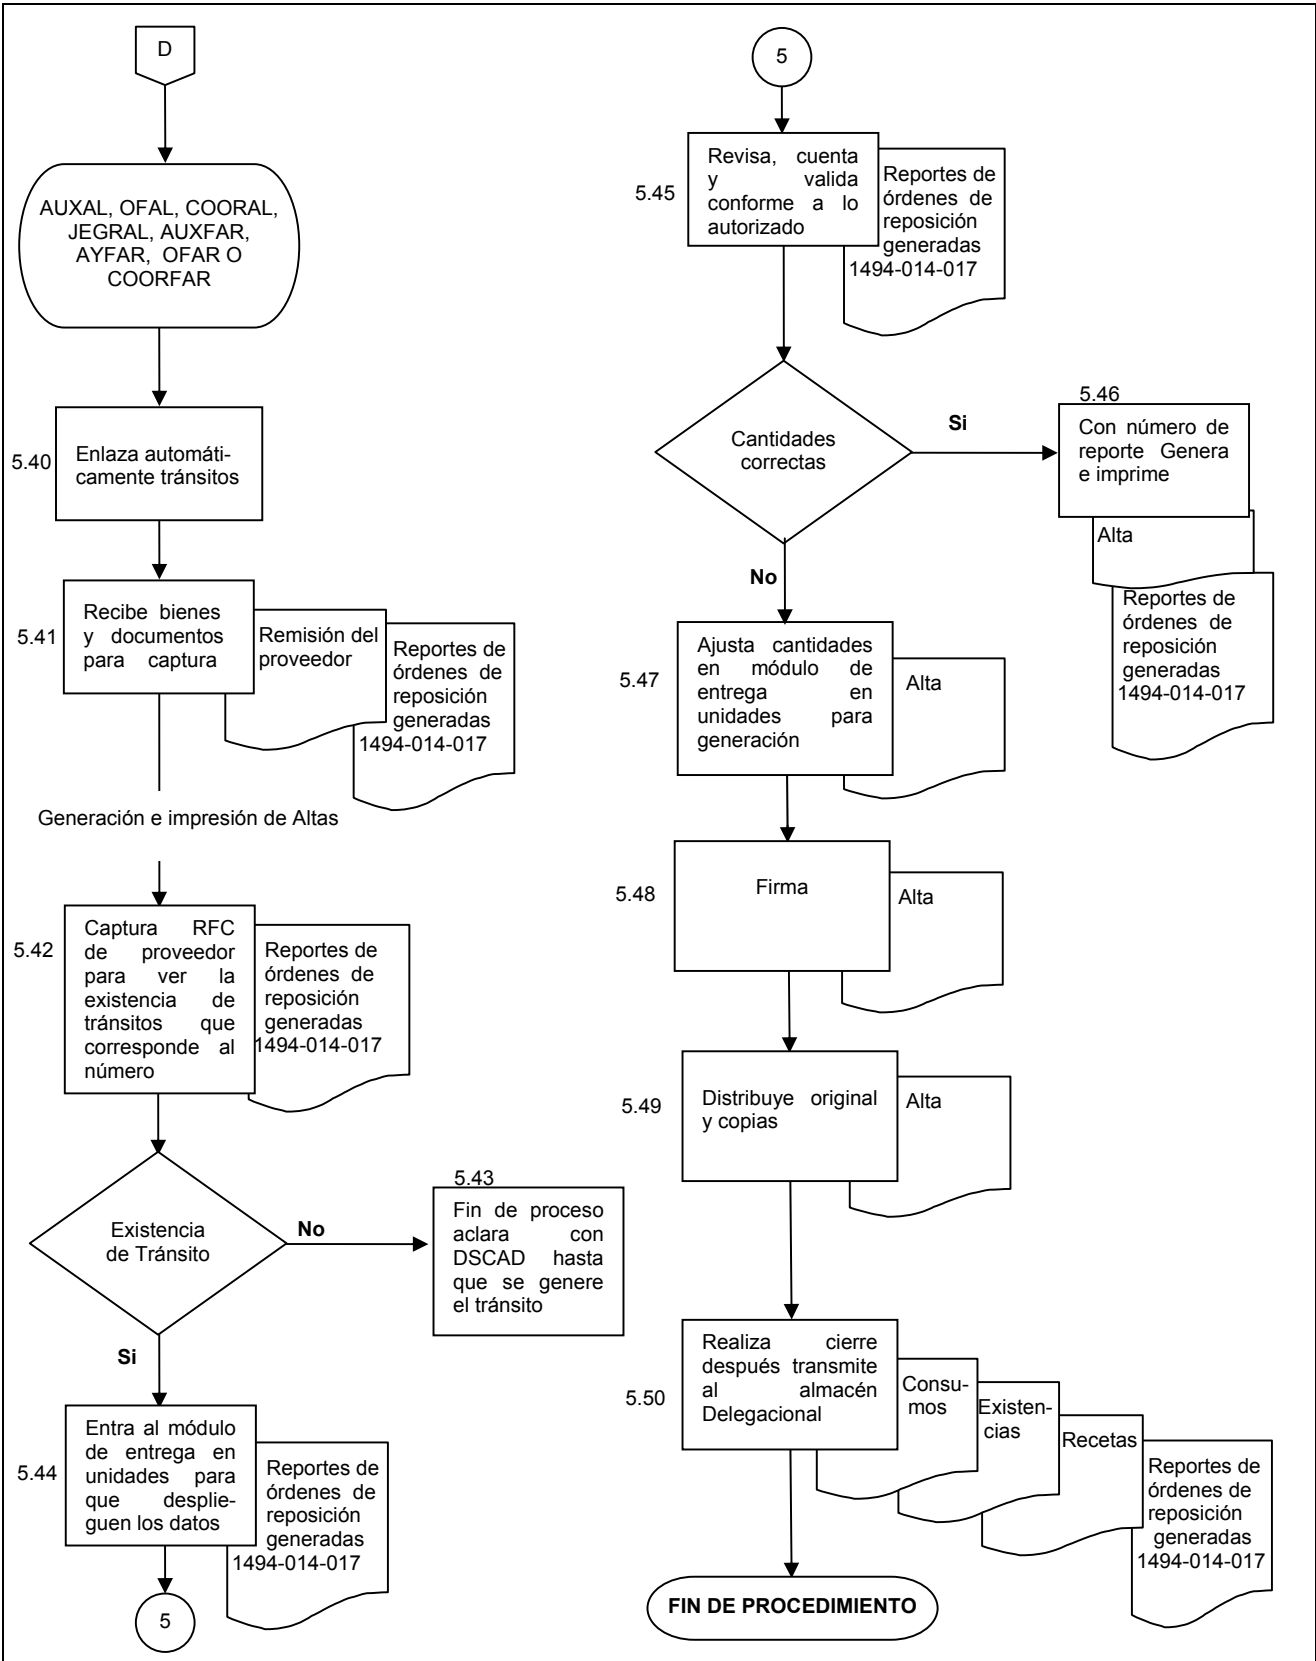 D
AUXAL, OFAL, COORAL,
JEGRAL, AUXFAR,
AYFAR, OFAR O
COORFAR
5.40
Enlaza automáti-
camente tránsitos
5.41
Recibe bienes
y documentos
para captura
Remisión del
proveedor
Reportes de
órdenes de
reposición
generadas
1494-014-017
Generación e impresión de Altas
5.42
Captura RFC
de proveedor
para ver la
existencia de
tránsitos que
corresponde al
número
Reportes de
órdenes de
reposición
generadas
1494-014-017
Existencia
de Tránsito
No
5.43
Fin de proceso
aclara con
DSCAD hasta
que se genere
el tránsito
Si
5.44
Entra al módulo
de entrega en
unidades para
que desplie-
guen los datos
Reportes de
órdenes de
reposición
generadas
1494-014-017
5
5
5.45
Revisa, cuenta
y valida
conforme a lo
autorizado
Reportes de
órdenes de
reposición
generadas
1494-014-017
Cantidades
correctas
Si
5.46
Con número de
reporte Genera
e imprime
Alta
Reportes de
órdenes de
reposición
generadas
1494-014-017
No
5.47
Ajusta cantidades
en módulo de
entrega en
unidades para
generación
Alta
5.48
Firma
Alta
5.49
Distribuye original
y copias
Alta
5.50
Realiza cierre
después transmite
al almacén
Delegacional
Consu-
mos
Existen-
cias
Recetas
Reportes de
órdenes de
reposición
generadas
1494-014-017
FIN DE PROCEDIMIENTO